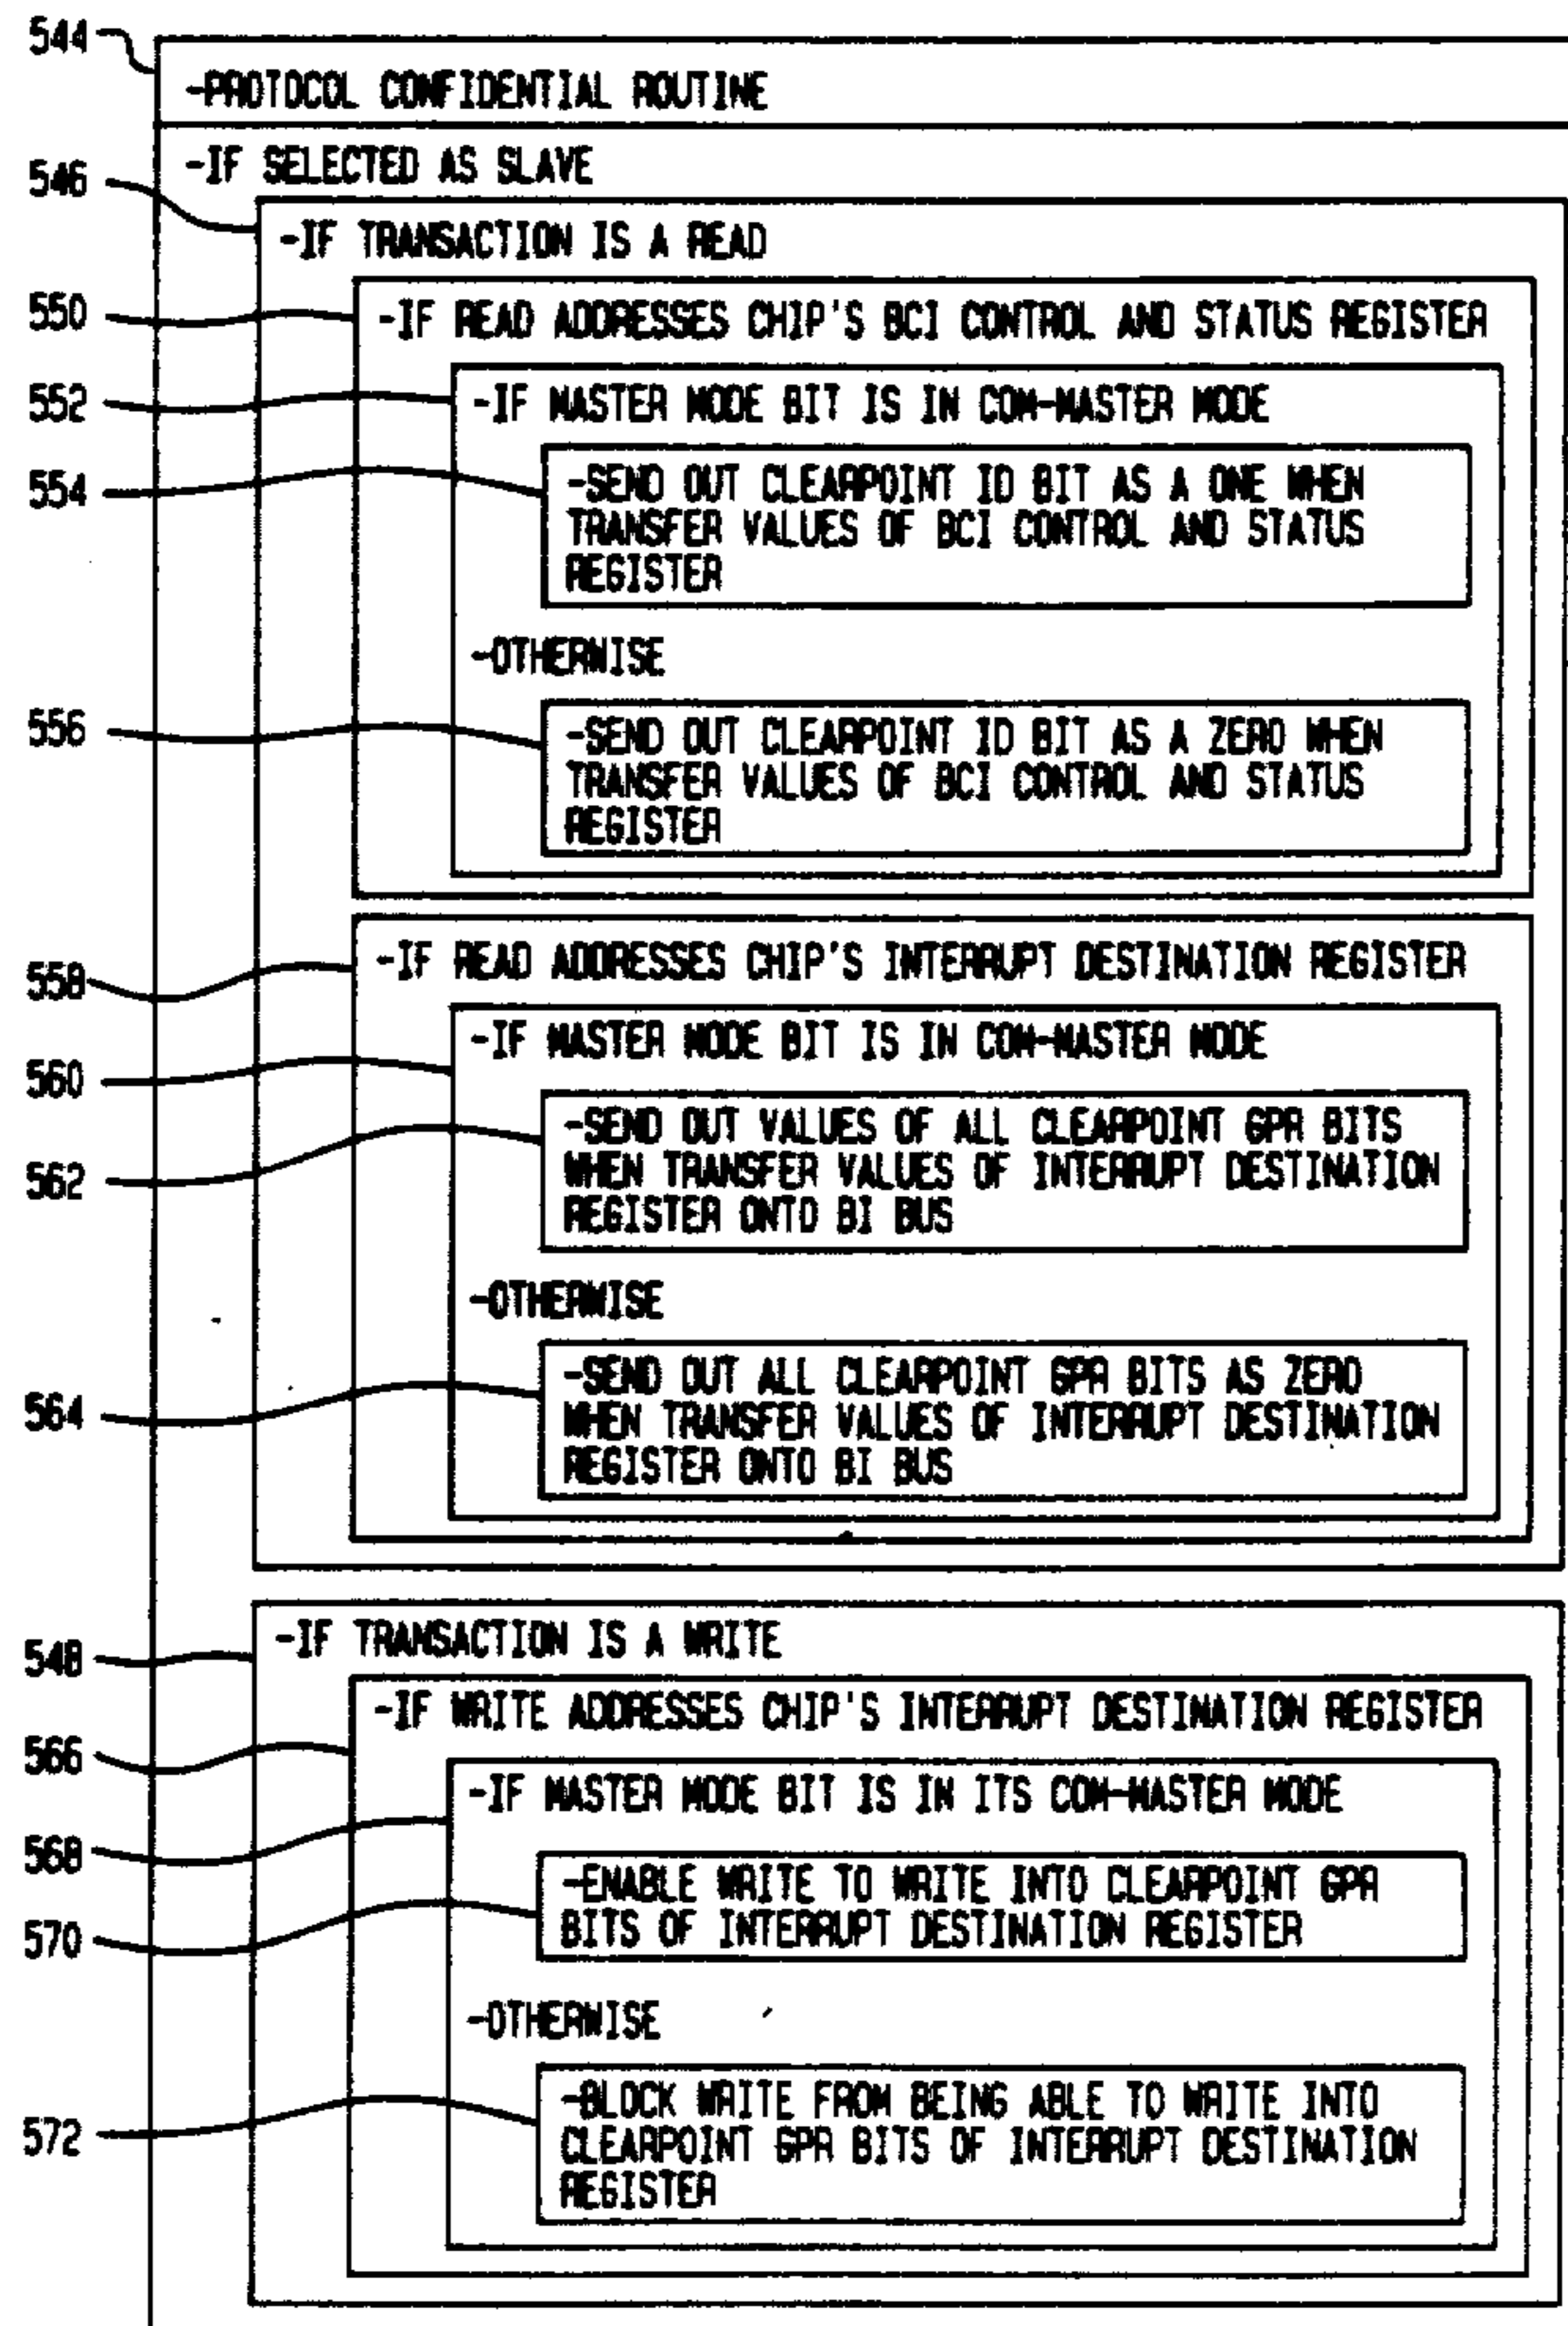 544
-PROTOCOL CONFIDENTIAL ROUTINE
-IF SELECTED AS SLAVE
546
-IF TRANSACTION IS A READ
550
-IF READ ADDRESSES CHIP'S BCI CONTROL AND STATUS REGISTER
552
-IF MASTER MODE BIT IS IN COM-MASTER MODE
554
-SEND OUT CLEARPOINT ID BIT AS A ONE WHEN
TRANSFER VALUES OF BCI CONTROL AND STATUS
REGISTER
-OTHERWISE
556
-SEND OUT CLEARPOINT ID BIT AS A ZERO WHEN
TRANSFER VALUES OF BCI CONTROL AND STATUS
REGISTER
558
-IF READ ADDRESSES CHIP'S INTERRUPT DESTINATION REGISTER
560
-IF MASTER MODE BIT IS IN COM-MASTER MODE
562
-SEND OUT VALUES OF ALL CLEARPOINT GPR BITS
WHEN TRANSFER VALUES OF INTERRUPT DESTINATION
REGISTER ONTO BI BUS
-OTHERWISE
564
-SEND OUT ALL CLEARPOINT GPR BITS AS ZERO
WHEN TRANSFER VALUES OF INTERRUPT DESTINATION
REGISTER ONTO BI BUS
548
-IF TRANSACTION IS A WRITE
566
-IF WRITE ADDRESSES CHIP'S INTERRUPT DESTINATION REGISTER
568
-IF MASTER MODE BIT IS IN ITS COM-MASTER MODE
570
-ENABLE WRITE TO WRITE INTO CLEARPOINT GPR
BITS OF INTERRUPT DESTINATION REGISTER
-OTHERWISE
572
-BLOCK WRITE FROM BEING ABLE TO WRITE INTO
CLEARPOINT GPR BITS OF INTERRUPT DESTINATION
REGISTER